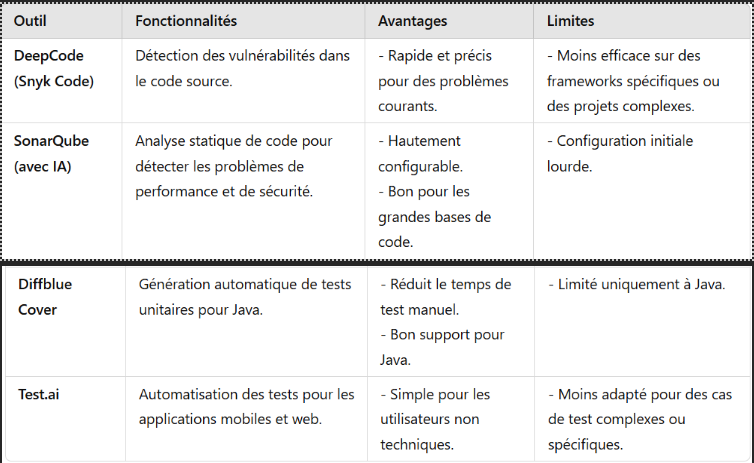 Outil Fonctionnalités Avantages Limites
DeepCode
(Snyk Code)
Détection des vulnérabilités dans
le code source.
- Rapide et précis
pour des problèmes
courants.
- Moins efficace sur des
frameworks spécifiques ou
des projets complexes.
SonarQube
(avec IA)
Analyse statique de code pour
détecter les problèmes de
performance et de sécurité.
- Hautement
configurable.
- Bon pour les
grandes bases de
code.
- Configuration initiale
lourde.
Diffblue
Cover
Génération automatique de tests
unitaires pour Java.
- Réduit le temps de
test manuel.
- Bon support pour
Java.
- Limité uniquement à Java.
Test.ai
Automatisation des tests pour les
applications mobiles et web.
- Simple pour les
utilisateurs non
techniques.
- Moins adapté pour des cas
de test complexes ou
spécifiques.